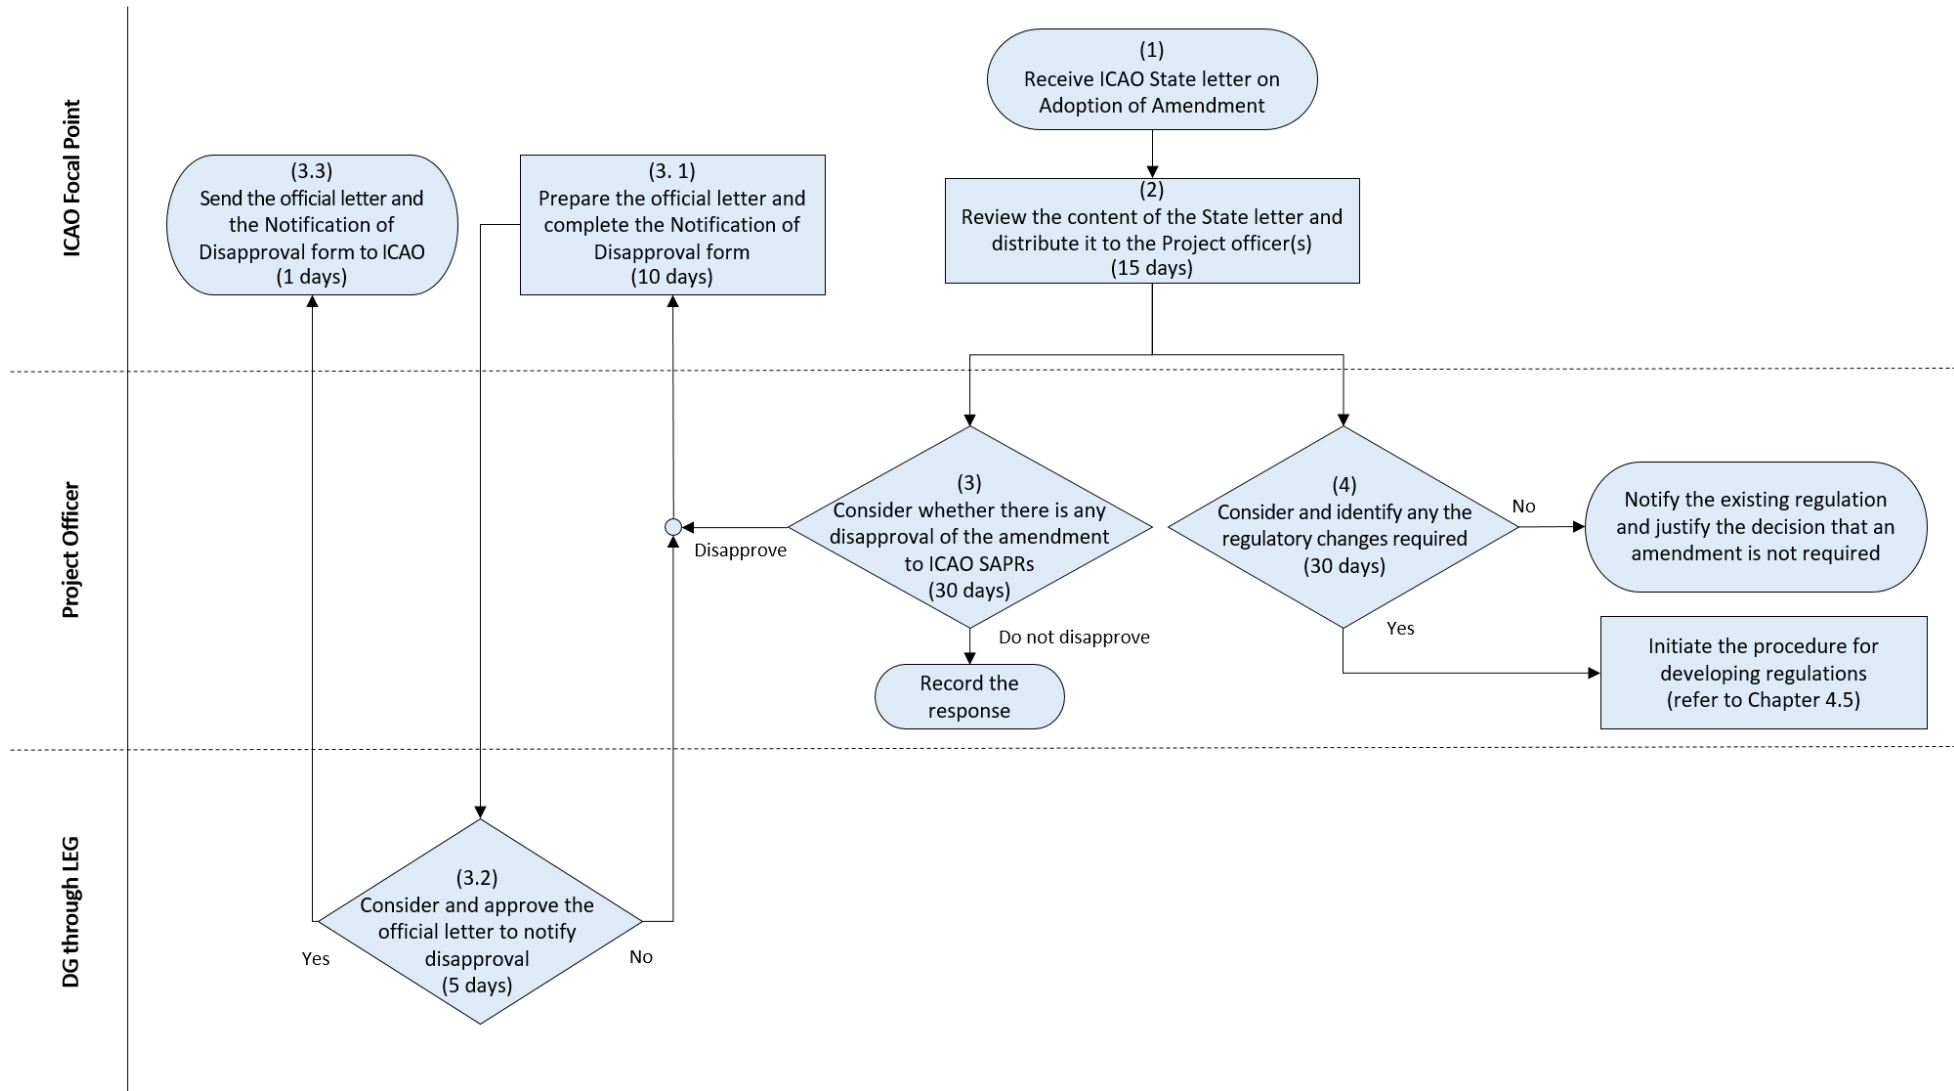 ICAO Focal Point
(1)
Receive ICAO State letter on
Adoption of Amendment
(3.3)
Send the official letter and
the Notification of
Disapproval form to ICAO
(1 days)
(3. 1)
Prepare the official letter and
complete the Notification of
Disapproval form
(10 days)
(2)
Review the content of the State letter and
distribute it to the Project officer(s)
(15 days)
Project Officer
(3)
Consider whether there is any
disapproval of the amendment
to ICAO SAPRs
(30 days)
Disapprove
Do not disapprove
Record the
response
(4)
Consider and identify any the
regulatory changes required
(30 days)
No
Notify the existing regulation
and justify the decision that an
amendment is not required
Yes
Initiate the procedure for
developing regulations
(refer to Chapter 4.5)
DG through LEG
(3.2)
Consider and approve the
official letter to notify
disapproval
(5 days)
Yes
No